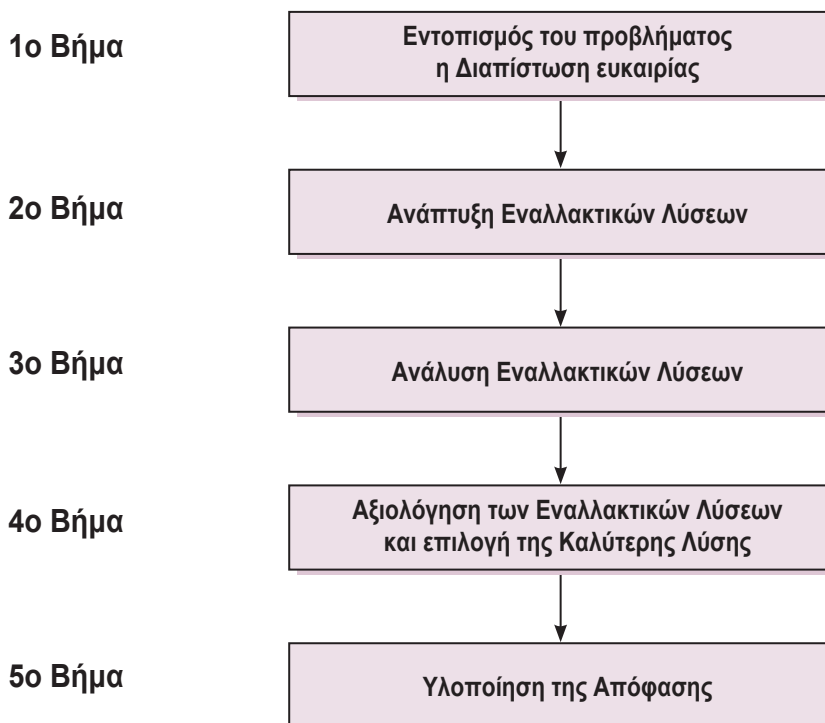 1ο Βήμα
Εντοπισμός του προβλήματος
η Διαπίστωση ευκαιρίας
2ο Βήμα
Ανάπτυξη Εναλλακτικών Λύσεων
3ο Βήμα
Ανάλυση Εναλλακτικών Λύσεων
4ο Βήμα
Αξιολόγηση των Εναλλακτικών Λύσεων
και επιλογή της Καλύτερης Λύσης
5ο Βήμα
Υλοποίηση της Απόφασης